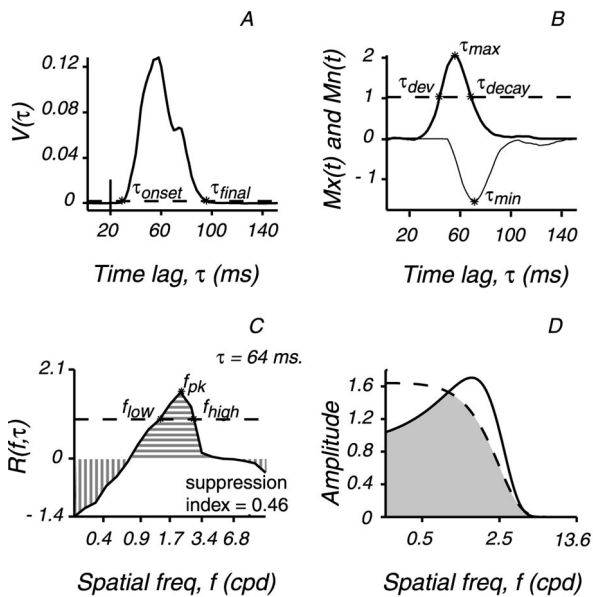 A
V(τ)
0.12
0.08
0.04
0
τonset
τfinal
20
60
100
140
Time lag, τ (ms)
B
Mx(t) and Mn(t)
2
1
0
- 1
τmax
τdev
τdecay
τmin
20
60
100
140
Time lag, τ (ms)
C
τ = 64 ms.
R(f,τ)
2.1
0
- 1.4
fpk
flow
fhigh
suppression
index = 0.46
0.4
0.9
1.7
3.4
6.8
Spatial freq, f (cpd)
D
Amplitude
1.6
1.2
0.8
0.4
0
0.5
2.5
13.6
Spatial freq, f (cpd)